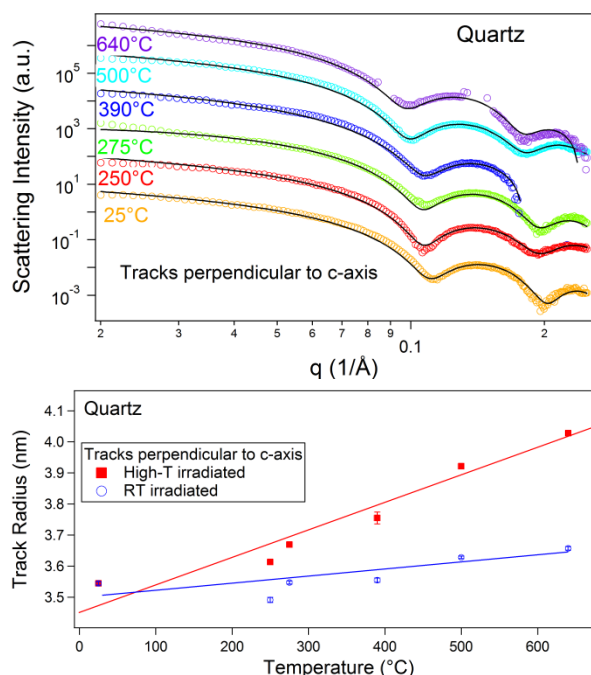 Quartz
Scattering Intensity (a.u.)
10^5
10^3
10^1
10^-1
10^-3
640°C
500°C
390°C
275°C
250°C
25°C
Tracks perpendicular to c-axis
2 3 4 5 6 7 8 9 0.1 2
q (1/Å)
Quartz
Tracks perpendicular to c-axis
High-T irradiated
RT irradiated
Track Radius (nm)
4.1
4.0
3.9
3.8
3.7
3.6
3.5
0 100 200 300 400 500 600
Temperature (°C)